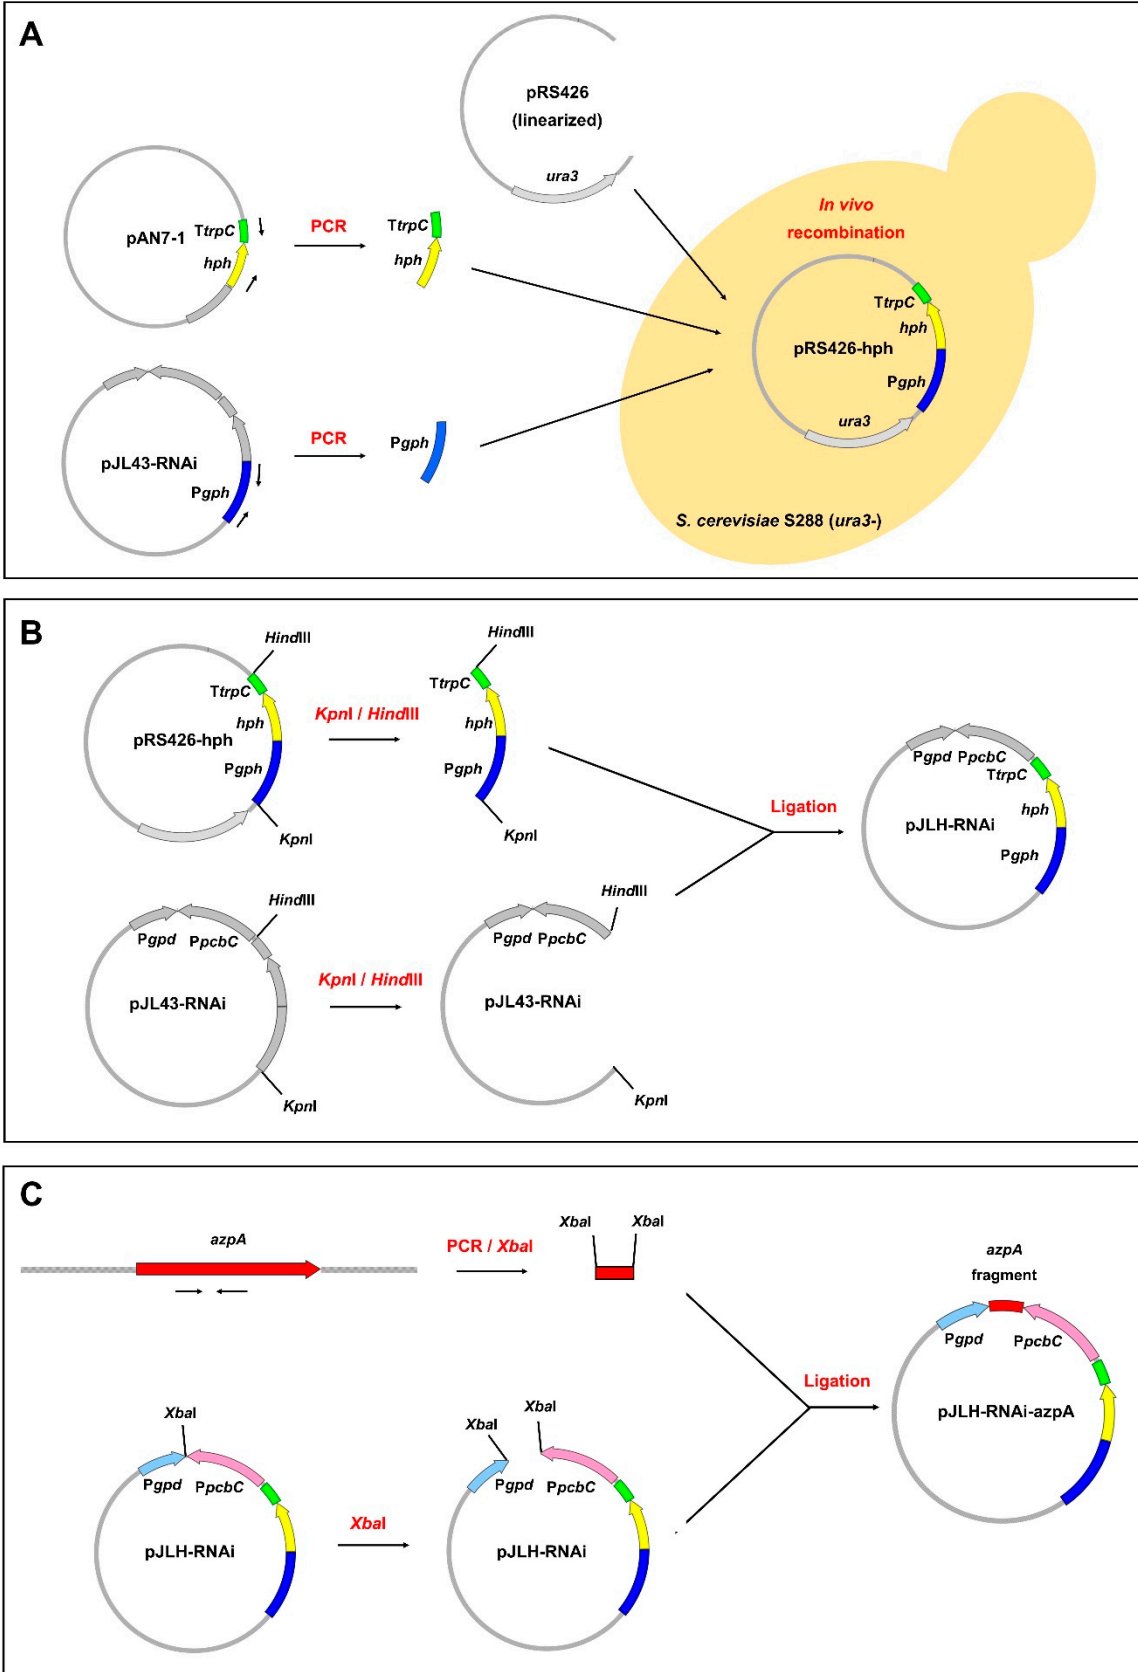 A
pRS426
(linearized)
ura3
pAN7-1
TtrpC
hph
PCR
TtrpC
hph
In vivo
recombination
TtrpC
hph
pRS426-hph
Pgph
ura3
pJL43-RNAi
Pgph
PCR
Pgph
S. cerevisiae S288 (ura3-)
B
HindIII
TtrpC
hph
pRS426-hph
Pgph
KpnI
KpnI / HindIII
HindIII
TtrpC
hph
Pgph
KpnI
Ligation
Pgpd PpcbC
TtrpC
hph
pJLH-RNAi
Pgph
HindIII
Pgpd PpcbC
pJL43-RNAi
KpnI
KpnI / HindIII
HindIII
Pgpd PpcbC
pJL43-RNAi
KpnI
C
azpA
PCR / XbaI
XbaI XbaI
azpA
fragment
Pgpd PpcbC
Ligation
pJLH-RNAi-azpA
XbaI
Pgpd PpcbC
pJLH-RNAi
XbaI
XbaI XbaI
Pgpd PpcbC
pJLH-RNAi